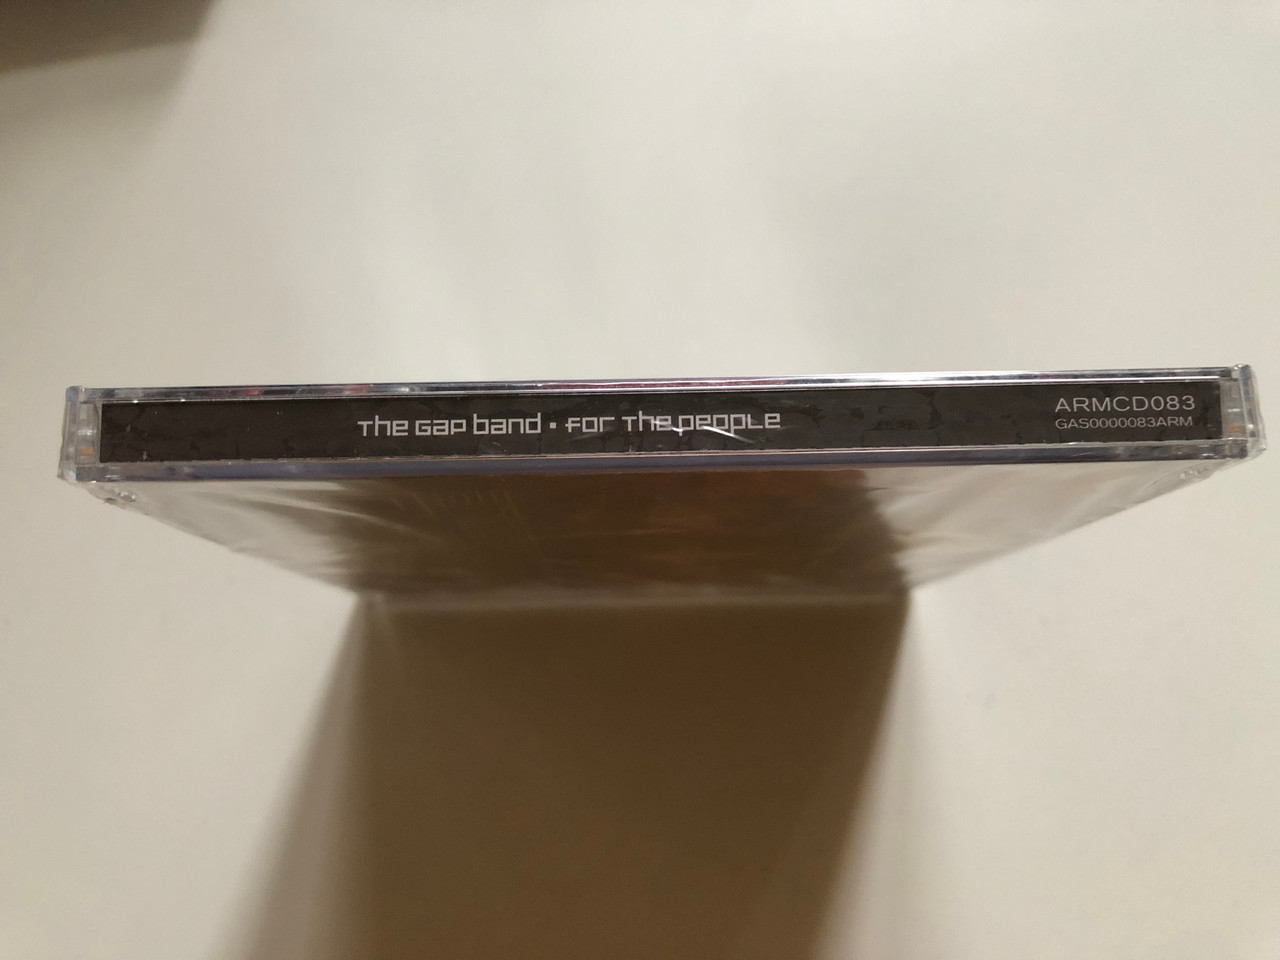 The Gap band • for The people
ARMCD083
GAS0000083ARM